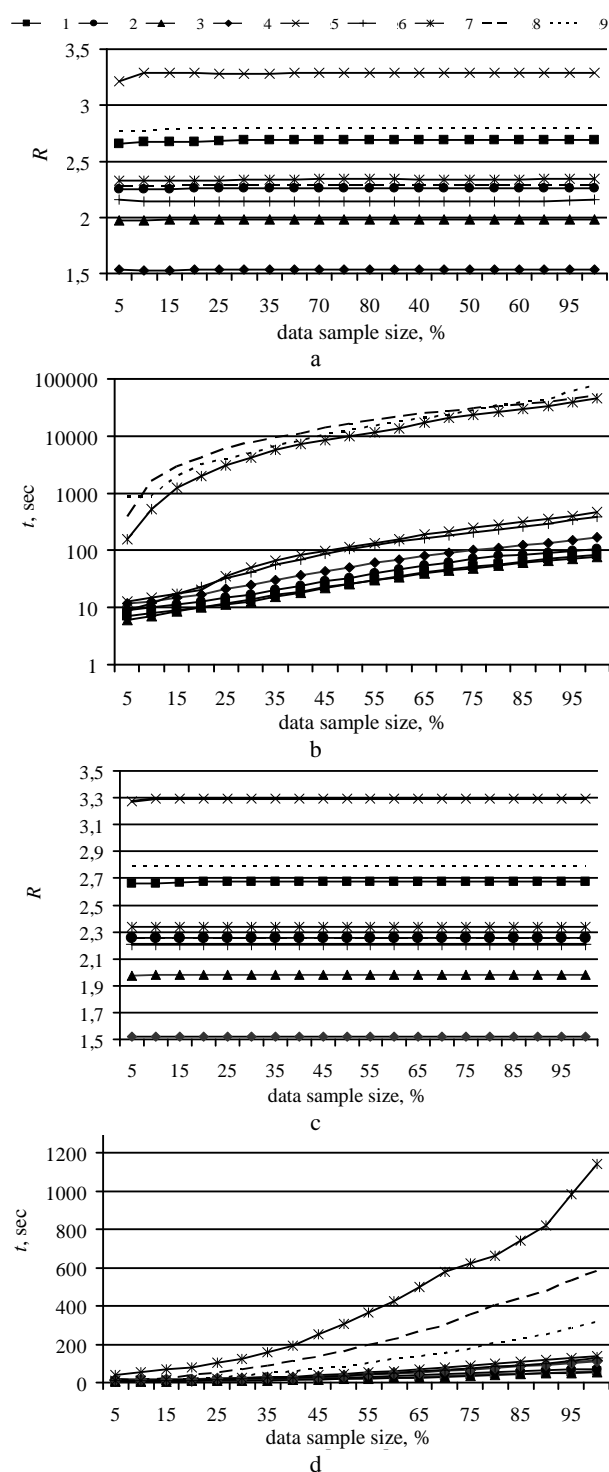 1 2 3 4 5 6 7 8 9
3,5
3
2,5
2
1,5
R
5 15 25 35 70 80 40 50 60 95
data sample size, %
a
100000
10000
1000
100
10
1
t, sec
5 15 25 35 45 55 65 75 85 95
data sample size, %
b
3,5
3,3
3,1
2,9
2,7
2,5
2,3
2,1
1,9
1,7
1,5
R
5 15 25 35 45 55 65 75 85 95
data sample size, %
c
1200
1000
800
600
400
200
0
t, sec
5 15 25 35 45 55 65 75 85 95
data sample size, %
d